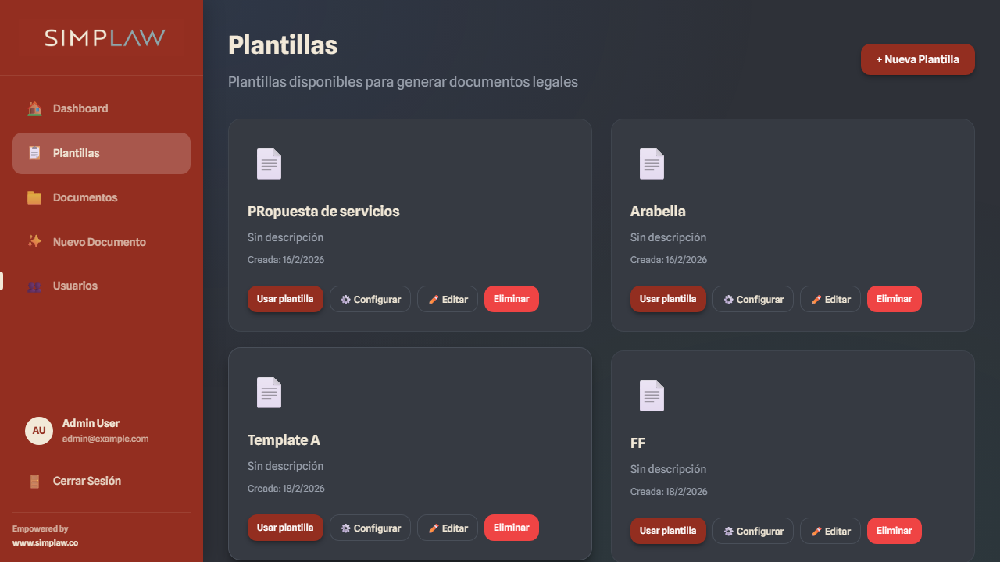 SIMPLAW
Dashboard
Plantillas
Documentos
Nuevo Documento
Usuarios
AU
Admin User
admin@example.com
Cerrar Sesión
Empowered by
www.simplaw.co
Plantillas
Plantillas disponibles para generar documentos legales
+ Nueva Plantilla
PRopuesta de servicios
Sin descripción
Creada: 16/2/2026
Usar plantilla Configurar Editar Eliminar
Arabella
Sin descripción
Creada: 16/2/2026
Usar plantilla Configurar Editar Eliminar
Template A
Sin descripción
Creada: 18/2/2026
Usar plantilla Configurar Editar Eliminar
FF
Sin descripción
Creada: 18/2/2026
Usar plantilla Configurar Editar Eliminar